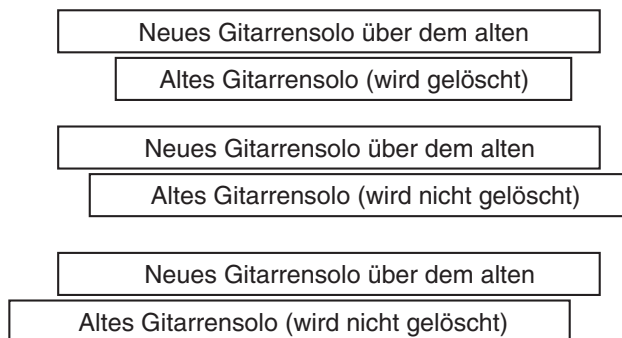 Neues Gitarrensolo über dem alten
Altes Gitarrensolo (wird gelöscht)
Neues Gitarrensolo über dem alten
Altes Gitarrensolo (wird nicht gelöscht)
Neues Gitarrensolo über dem alten
Altes Gitarrensolo (wird nicht gelöscht)